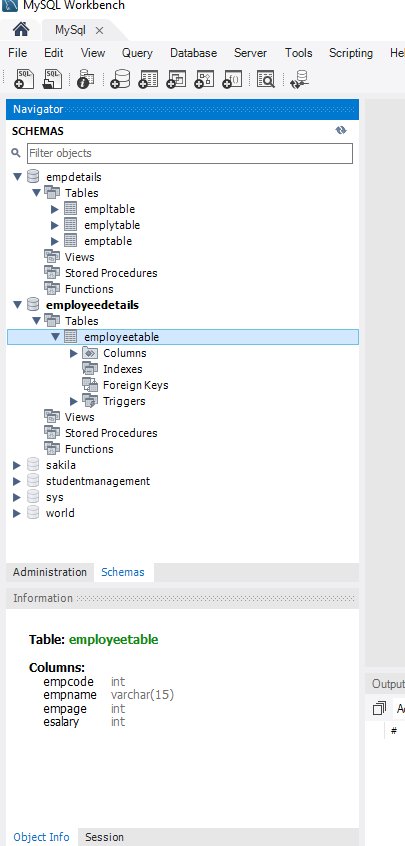 MySQL Workbench
MySql
File Edit View Query Database Server Tools Scripting
SQL SQL
Navigator
SCHEMAS
Filter objects
empdetails
Tables
empltable
emplytable
emptable
Views
Stored Procedures
Functions
employeedetails
Tables
employeetable
Columns
Indexes
Foreign Keys
Triggers
Views
Stored Procedures
Functions
sakila
studentmanagement
sys
world
Administration Schemas
Information
Table: employeetable
Columns:
empcode int
empname varchar(15)
empage int
esalary int
Object Info Session
Output
#